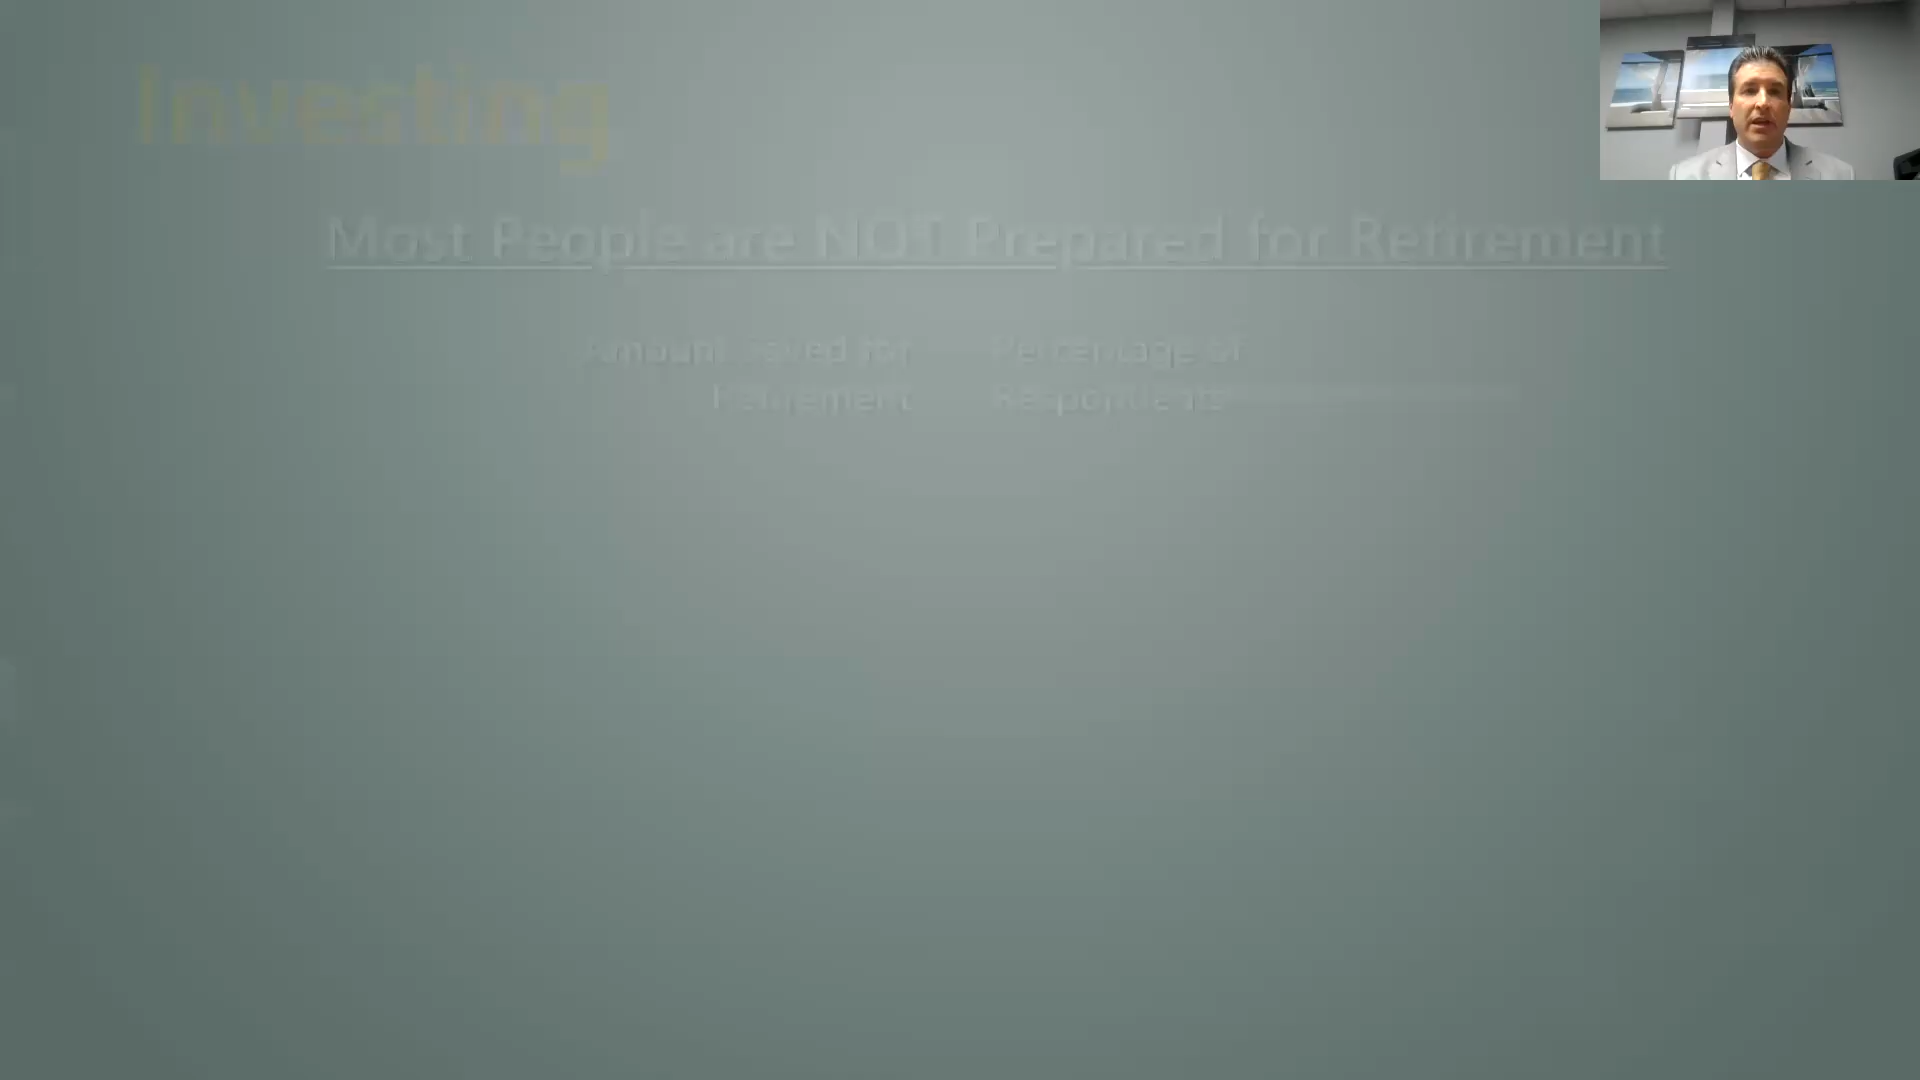 Investing
Most People are NOT Prepared for Retirement
Amount Saved for
Retirement
Percentage of
Respondents